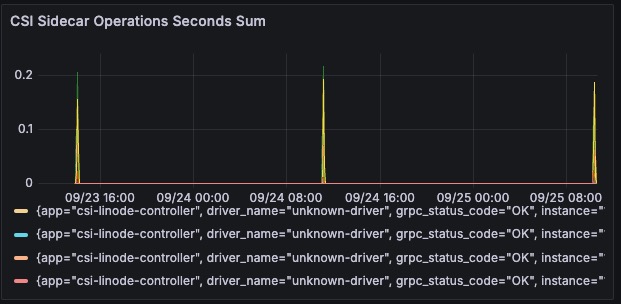 CSI Sidecar Operations Seconds Sum
0.2
0.1
0
09/23 16:00 09/24 00:00 09/24 08:00 09/24 16:00 09/25 00:00 09/25 08:00
{app="csi-linode-controller", driver_name="unknown-driver", grpc_status_code="OK", instance="
{app="csi-linode-controller", driver_name="unknown-driver", grpc_status_code="OK", instance="
{app="csi-linode-controller", driver_name="unknown-driver", grpc_status_code="OK", instance="
{app="csi-linode-controller", driver_name="unknown-driver", grpc_status_code="OK", instance="